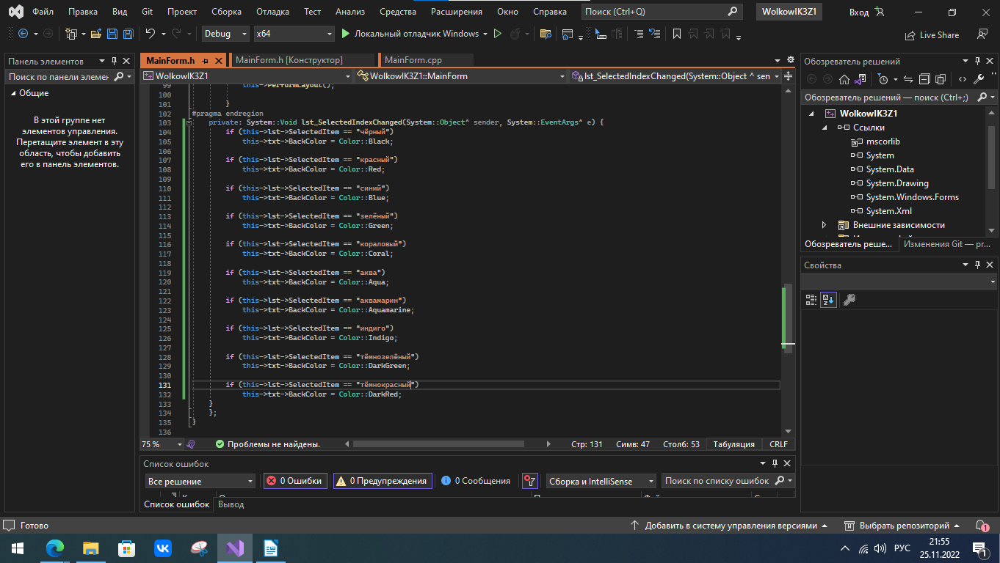 Файл Правка Вид Git Проект Сборка Отладка Тест Анализ Средства Расширения Окно Справка Поиск (Ctrl+Q) WolkowIK3Z1 Вход
Debug x64 Локальный отладчик Windows Live Share
Панель элементов
Поиск по панели элемен
Общие
В этой группе нет
элементов управления.
Перетащите элемент в эту
область, чтобы добавить
его в панель элементов.
MainForm.h MainForm.h [Конструктор] MainForm.cpp
WolkowIK3Z1 WolkowIK3Z1::MainForm lst_SelectedIndexChanged(System::Object ^ sen
99 this->PerformLayout();
100
101 }
102 #pragma endregion
103 private: System::Void lst_SelectedIndexChanged(System::Object^ sender, System::EventArgs^ e) {
104 if (this->lst->SelectedItem == "чёрный")
105 this->txt->BackColor = Color::Black;
106
107 if (this->lst->SelectedItem == "красный")
108 this->txt->BackColor = Color::Red;
109
110 if (this->lst->SelectedItem == "синий")
111 this->txt->BackColor = Color::Blue;
112
113 if (this->lst->SelectedItem == "зелёный")
114 this->txt->BackColor = Color::Green;
115
116 if (this->lst->SelectedItem == "кораловый")
117 this->txt->BackColor = Color::Coral;
118
119 if (this->lst->SelectedItem == "аква")
120 this->txt->BackColor = Color::Aqua;
121
122 if (this->lst->SelectedItem == "аквамарин")
123 this->txt->BackColor = Color::Aquamarine;
124
125 if (this->lst->SelectedItem == "индиго")
126 this->txt->BackColor = Color::Indigo;
127
128 if (this->lst->SelectedItem == "тёмнозелёный")
129 this->txt->BackColor = Color::DarkGreen;
130
131 if (this->lst->SelectedItem == "тёмнокрасный")
132 this->txt->BackColor = Color::DarkRed;
133 }
134 };
135 }
136
75 % Проблемы не найдены. Стр: 131 Симв: 47 Столб: 53 Табуляция CRLF
Список ошибок
Все решение 0 Ошибки 0 Предупреждения 0 Сообщения Сборка и IntelliSense Поиск по списку ошибок
Список ошибок Вывод
Обозреватель решений
Обозреватель решений — поиск (Ctrl+;)
WolkowIK3Z1
Ссылки
mscorlib
System
System.Data
System.Drawing
System.Windows.Forms
System.Xml
Внешние зависимости
Обозреватель реше... Изменения Git — pr...
Свойства
Готово Добавить в систему управления версиями Выбрать репозиторий 1
РУС 21:55
25.11.2022 1